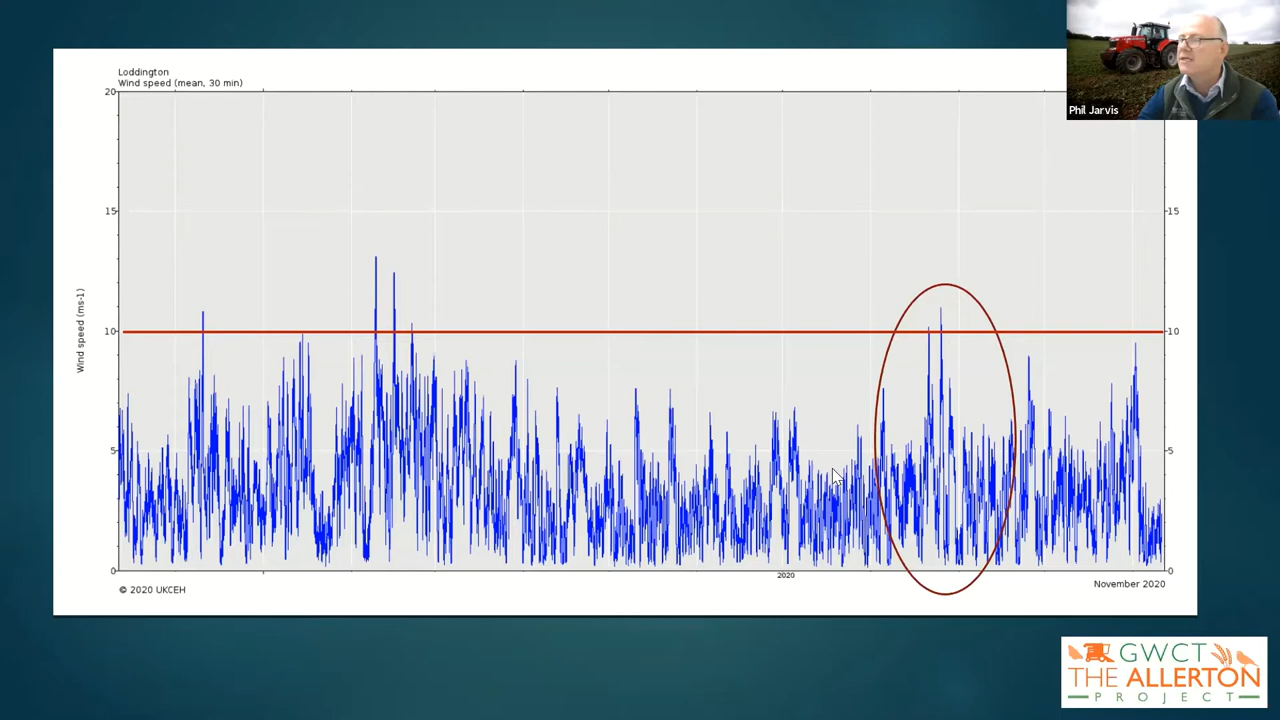 Loddington
Wind speed (mean, 30 min)
Phil Jarvis
20
15
15
Wind speed (ms-1)
10
10
5
5
0
0
2020
© 2020 UKCEH
November 2020
GWCT
THE ALLERTON
PROJECT